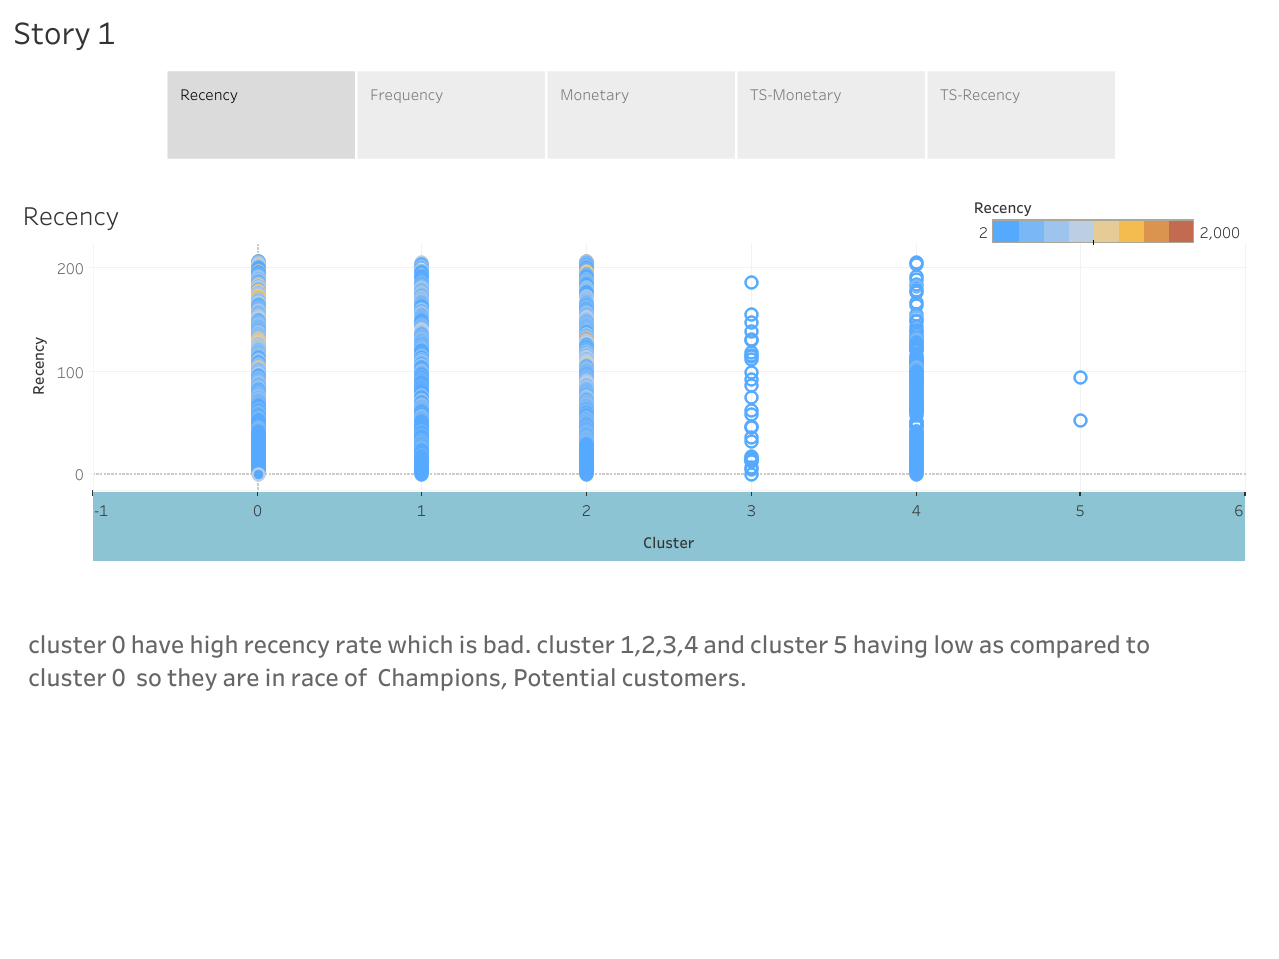 Story 1
Recency
Frequency
Monetary
TS-Monetary
TS-Recency
Recency
Recency
2
2,000
200
100
0
Recency
-1
0
1
2
3
4
5
6
Cluster
cluster 0 have high recency rate which is bad. cluster 1,2,3,4 and cluster 5 having low as compared to
cluster 0  so they are in race of  Champions, Potential customers.